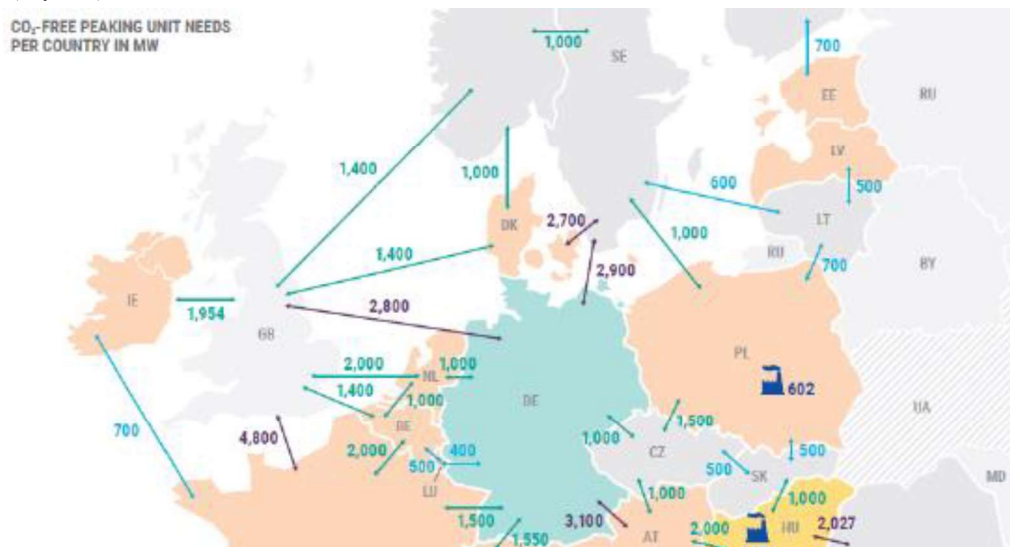 CO₂-FREE PEAKING UNIT NEEDS
PER COUNTRY IN MW
1,000
SE
700
EE
RU
1,400
1,000
LV
600
500
DK
2,700
LT
1,000
1,400
RU
700
BY
2,900
IE
1,954
2,800
GB
PL
2,000
1,000
NL
602
1,400
1,000
DE
UA
BE
1,500
700
4,800
2,000
1,000
CZ
400
500
500
500
SK
MD
LU
1,000
1,000
1,500
3,100
2,000
HU
2,027
1,550
AT